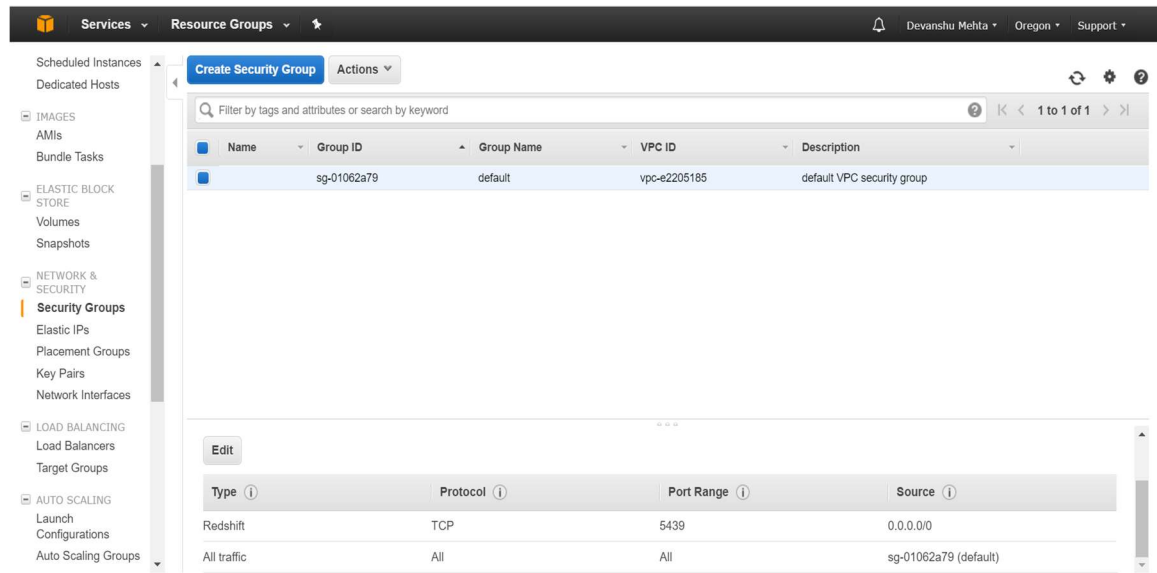 Services Resource Groups Devanshu Mehta Oregon Support
Scheduled Instances
Dedicated Hosts
IMAGES
AMIs
Bundle Tasks
ELASTIC BLOCK
STORE
Volumes
Snapshots
NETWORK &
SECURITY
Security Groups
Elastic IPs
Placement Groups
Key Pairs
Network Interfaces
LOAD BALANCING
Load Balancers
Target Groups
AUTO SCALING
Launch
Configurations
Auto Scaling Groups
Create Security Group Actions
Filter by tags and attributes or search by keyword 1 to 1 of 1
Name Group ID Group Name VPC ID Description
sg-01062a79 default vpc-e2205185 default VPC security group
Edit
Type Protocol Port Range Source
Redshift TCP 5439 0.0.0.0/0
All traffic All All sg-01062a79 (default)